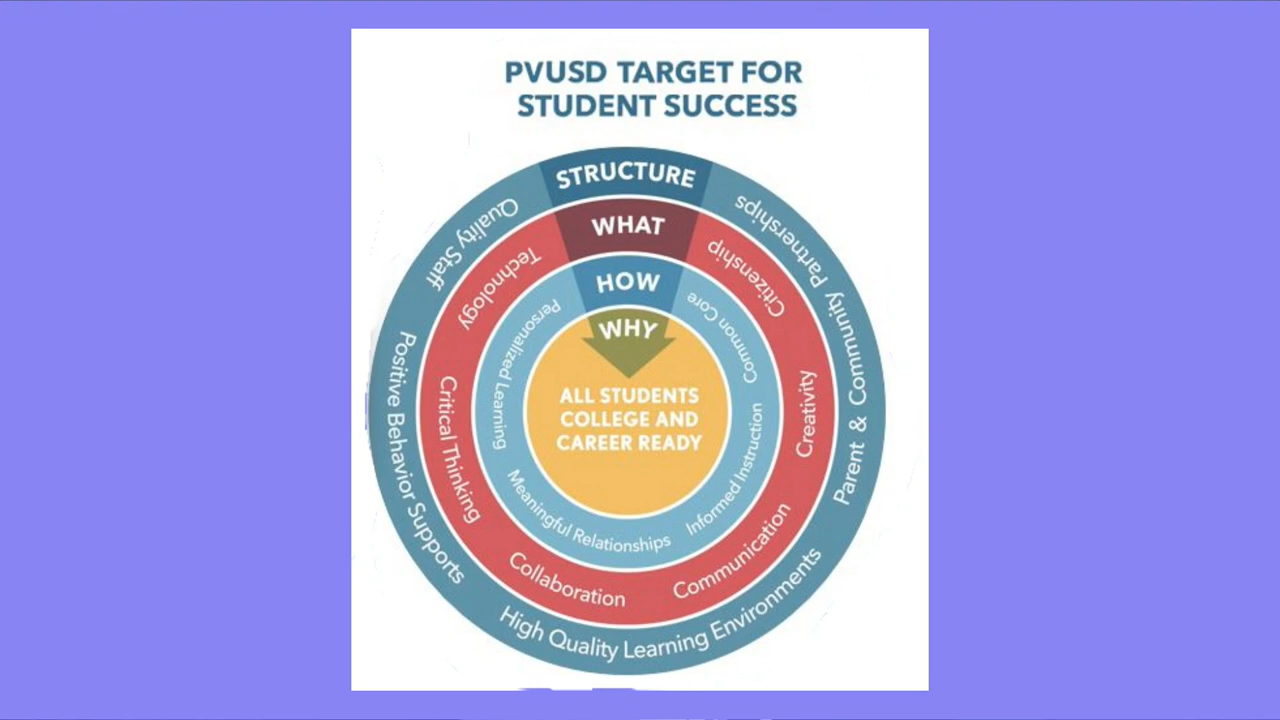 PVUSD TARGET FOR
STUDENT SUCCESS
STRUCTURE
Quality Staff
Positive Behavior Supports
High Quality Learning Environments
Parent & Community Partnerships
WHAT
Technology
Critical Thinking
Collaboration
Communication
Creativity
Citizenship
HOW
Personalized Learning
Meaningful Relationships
Informed Instruction
Common Core
WHY
ALL STUDENTS
COLLEGE AND
CAREER READY